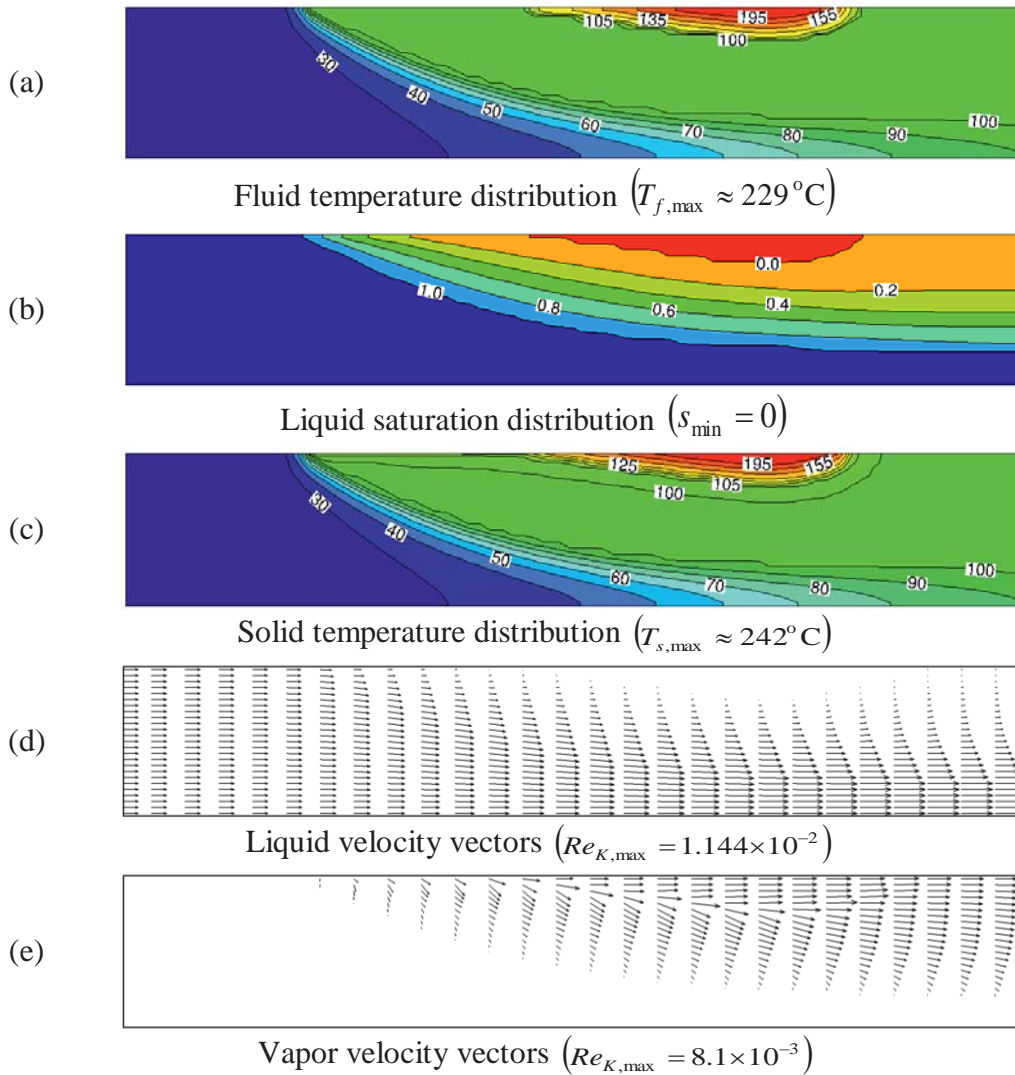 (a)
105 135 195 155
100
30
40
50
60
70
80
90
100
Fluid temperature distribution (T_f,max ≈ 229 °C)
(b)
0.0
1.0
0.8
0.6
0.4
0.2
Liquid saturation distribution (s_min = 0)
(c)
125 195 155
100 105
30
40
50
60
70
80
90
100
Solid temperature distribution (T_s,max ≈ 242°C)
(d)
Liquid velocity vectors (Re_K,max = 1.144×10⁻²)
(e)
Vapor velocity vectors (Re_K,max = 8.1×10⁻³)